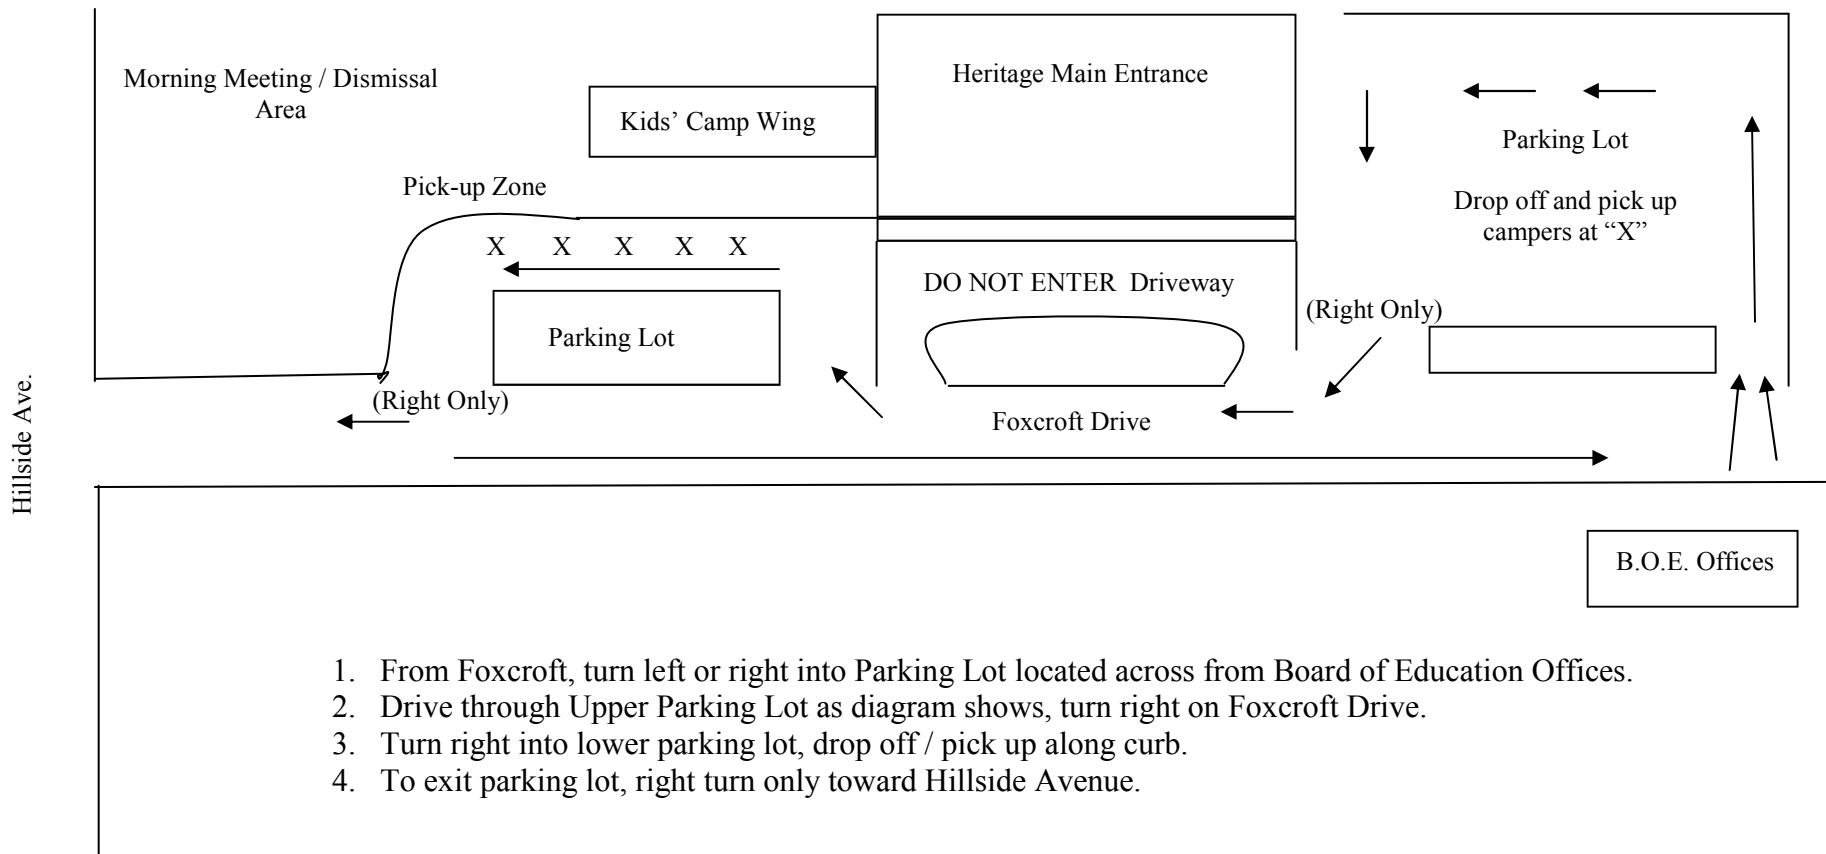 Morning Meeting / Dismissal
Area
Kids’ Camp Wing
Heritage Main Entrance
Parking Lot
Drop off and pick up
campers at “X”
Pick-up Zone
X X X X X
DO NOT ENTER  Driveway
(Right Only)
Parking Lot
(Right Only)
Foxcroft Drive
Hillside Ave.
B.O.E. Offices
1. From Foxcroft, turn left or right into Parking Lot located across from Board of Education Offices.
2. Drive through Upper Parking Lot as diagram shows, turn right on Foxcroft Drive.
3. Turn right into lower parking lot, drop off / pick up along curb.
4. To exit parking lot, right turn only toward Hillside Avenue.